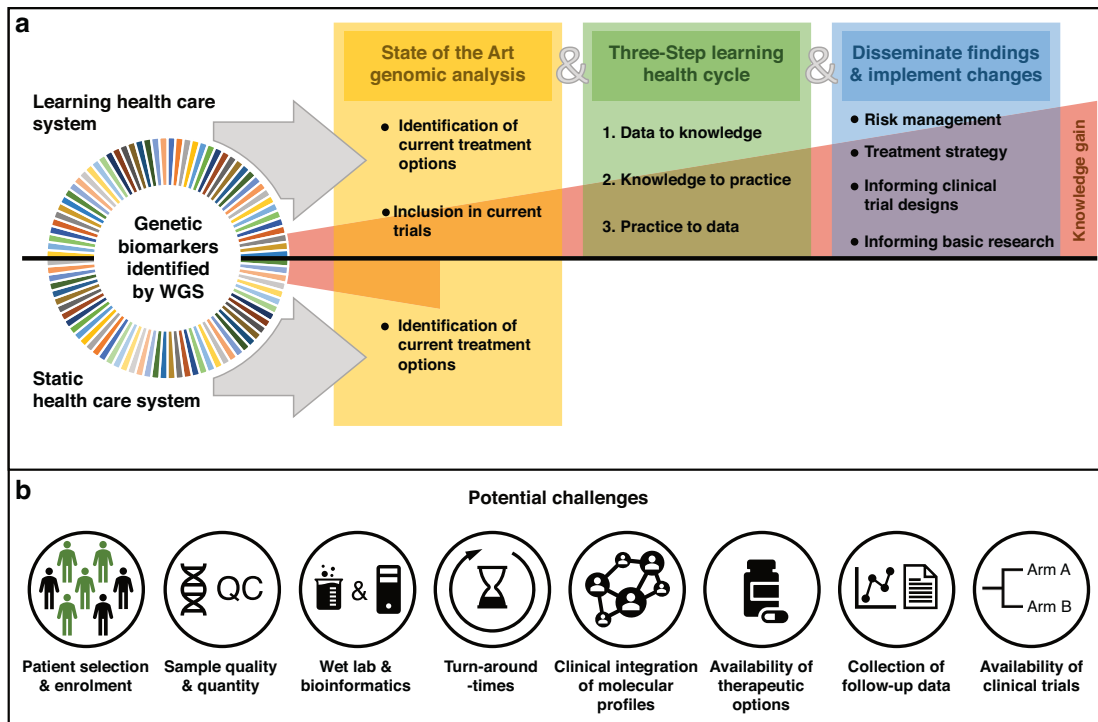 a
State of the Art
genomic analysis
&
Three-Step learning
health cycle
&
Disseminate findings
& implement changes
Learning health care
system
Genetic
biomarkers
identified
by WGS
Static
health care system
● Identification of
current treatment
options
● Inclusion in current
trials
● Identification of
current treatment
options
1. Data to knowledge
2. Knowledge to practice
3. Practice to data
● Risk management
● Treatment strategy
● Informing clinical
trial designs
● Informing basic research
Knowledge gain
b
Potential challenges
QC
&
Arm A
Arm B
Patient selection
& enrolment
Sample quality
& quantity
Wet lab &
bioinformatics
Turn-around
-times
Clinical integration
of molecular
profiles
Availability of
therapeutic
options
Collection of
follow-up data
Availability of
clinical trials